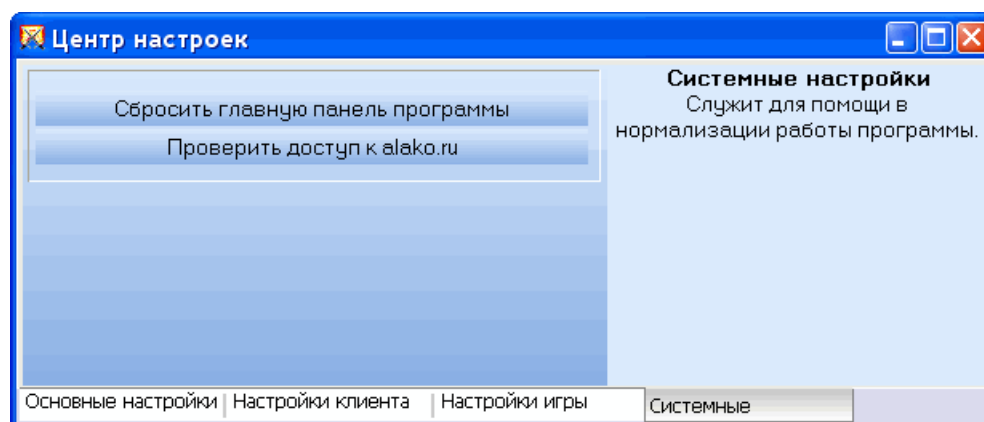 Центр настроек
Сбросить главную панель программы
Проверить доступ к alako.ru
Системные настройки
Служит для помощи в
нормализации работы программы.
Основные настройки Настройки клиента Настройки игры Системные